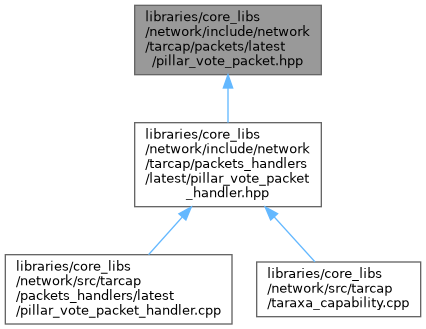 libraries/core_libs
/network/include/network
/tarcap/packets/latest
/pillar_vote_packet.hpp
libraries/core_libs
/network/include/network
/tarcap/packets_handlers
/latest/pillar_vote_packet
_handler.hpp
libraries/core_libs
/network/src/tarcap
/packets_handlers/latest
/pillar_vote_packet_handler.cpp
libraries/core_libs
/network/src/tarcap
/taraxa_capability.cpp